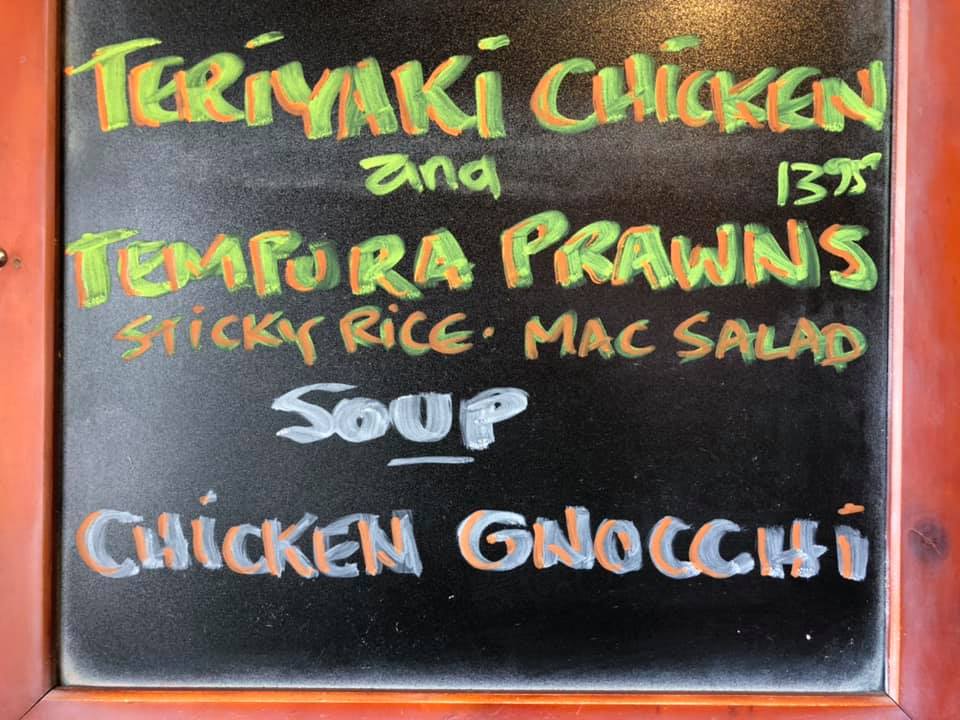 TERiYAKi CHiCKEN
and 13 95
TEMPURA PRAWNS
STiCKY RiCE · MAC SALAD
SOUP
CHiCKEN GNOCCHi